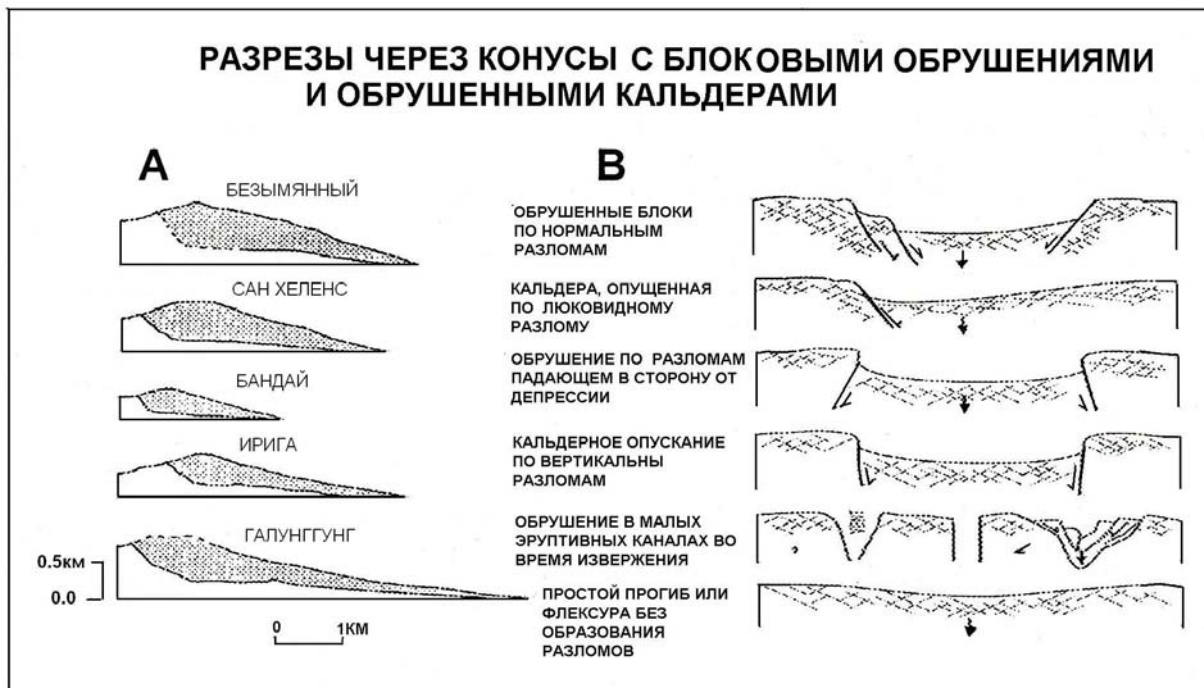 РАЗРЕЗЫ ЧЕРЕЗ КОНУСЫ С БЛОКОВЫМИ ОБРУШЕНИЯМИ
И ОБРУШЕННЫМИ КАЛЬДЕРАМИ
А
БЕЗЫМЯННЫЙ
САН ХЕЛЕНС
БАНДАЙ
ИРИГА
ГАЛУНГГУНГ
0.5км
0.0
0 1КМ
В
ОБРУШЕННЫЕ БЛОКИ
ПО НОРМАЛЬНЫМ
РАЗЛОМАМ
КАЛЬДЕРА, ОПУЩЕННАЯ
ПО ЛЮКОВИДНОМУ
РАЗЛОМУ
ОБРУШЕНИЕ ПО РАЗЛОМАМ
ПАДАЮЩЕМ В СТОРОНУ ОТ
ДЕПРЕССИИ
КАЛЬДЕРНОЕ ОПУСКАНИЕ
ПО ВЕРТИКАЛЬНЫ
РАЗЛОМАМ
ОБРУШЕНИЕ В МАЛЫХ
ЭРУПТИВНЫХ КАНАЛАХ ВО
ВРЕМЯ ИЗВЕРЖЕНИЯ
ПРОСТОЙ ПРОГИБ ИЛИ
ФЛЕКСУРА БЕЗ
ОБРАЗОВАНИЯ
РАЗЛОМОВ